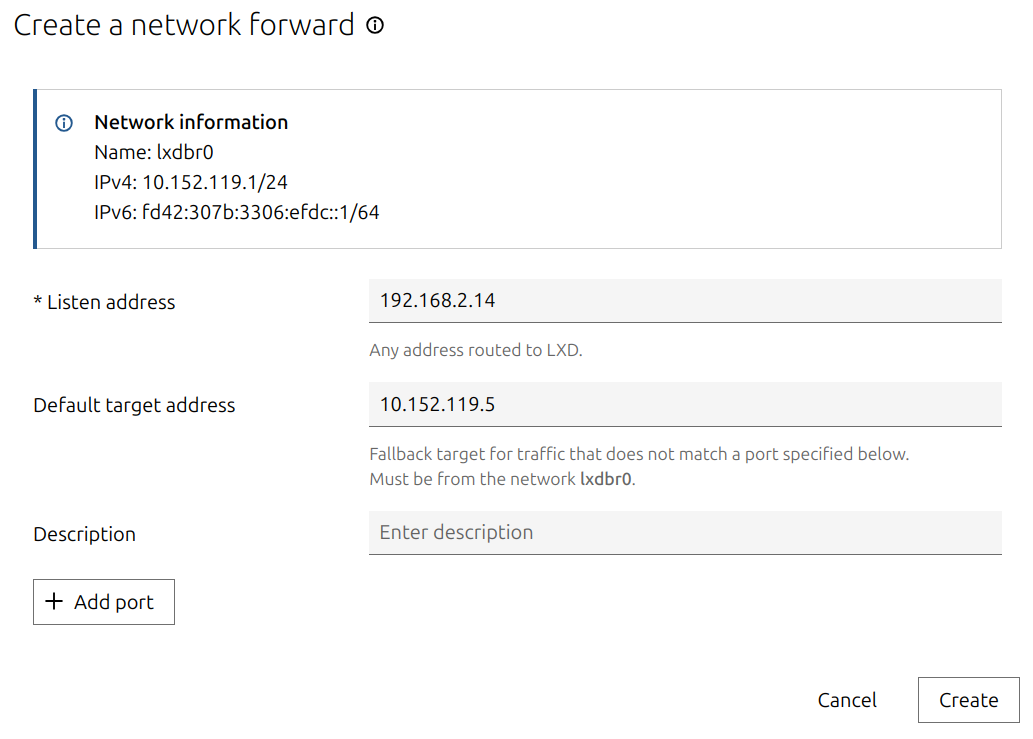 Create a network forward
Network information
Name: lxdbr0
IPv4: 10.152.119.1/24
IPv6: fd42:307b:3306:efdc::1/64
* Listen address
192.168.2.14
Any address routed to LXD.
Default target address
10.152.119.5
Fallback target for traffic that does not match a port specified below.
Must be from the network lxdbr0.
Description
Enter description
+ Add port
Cancel
Create